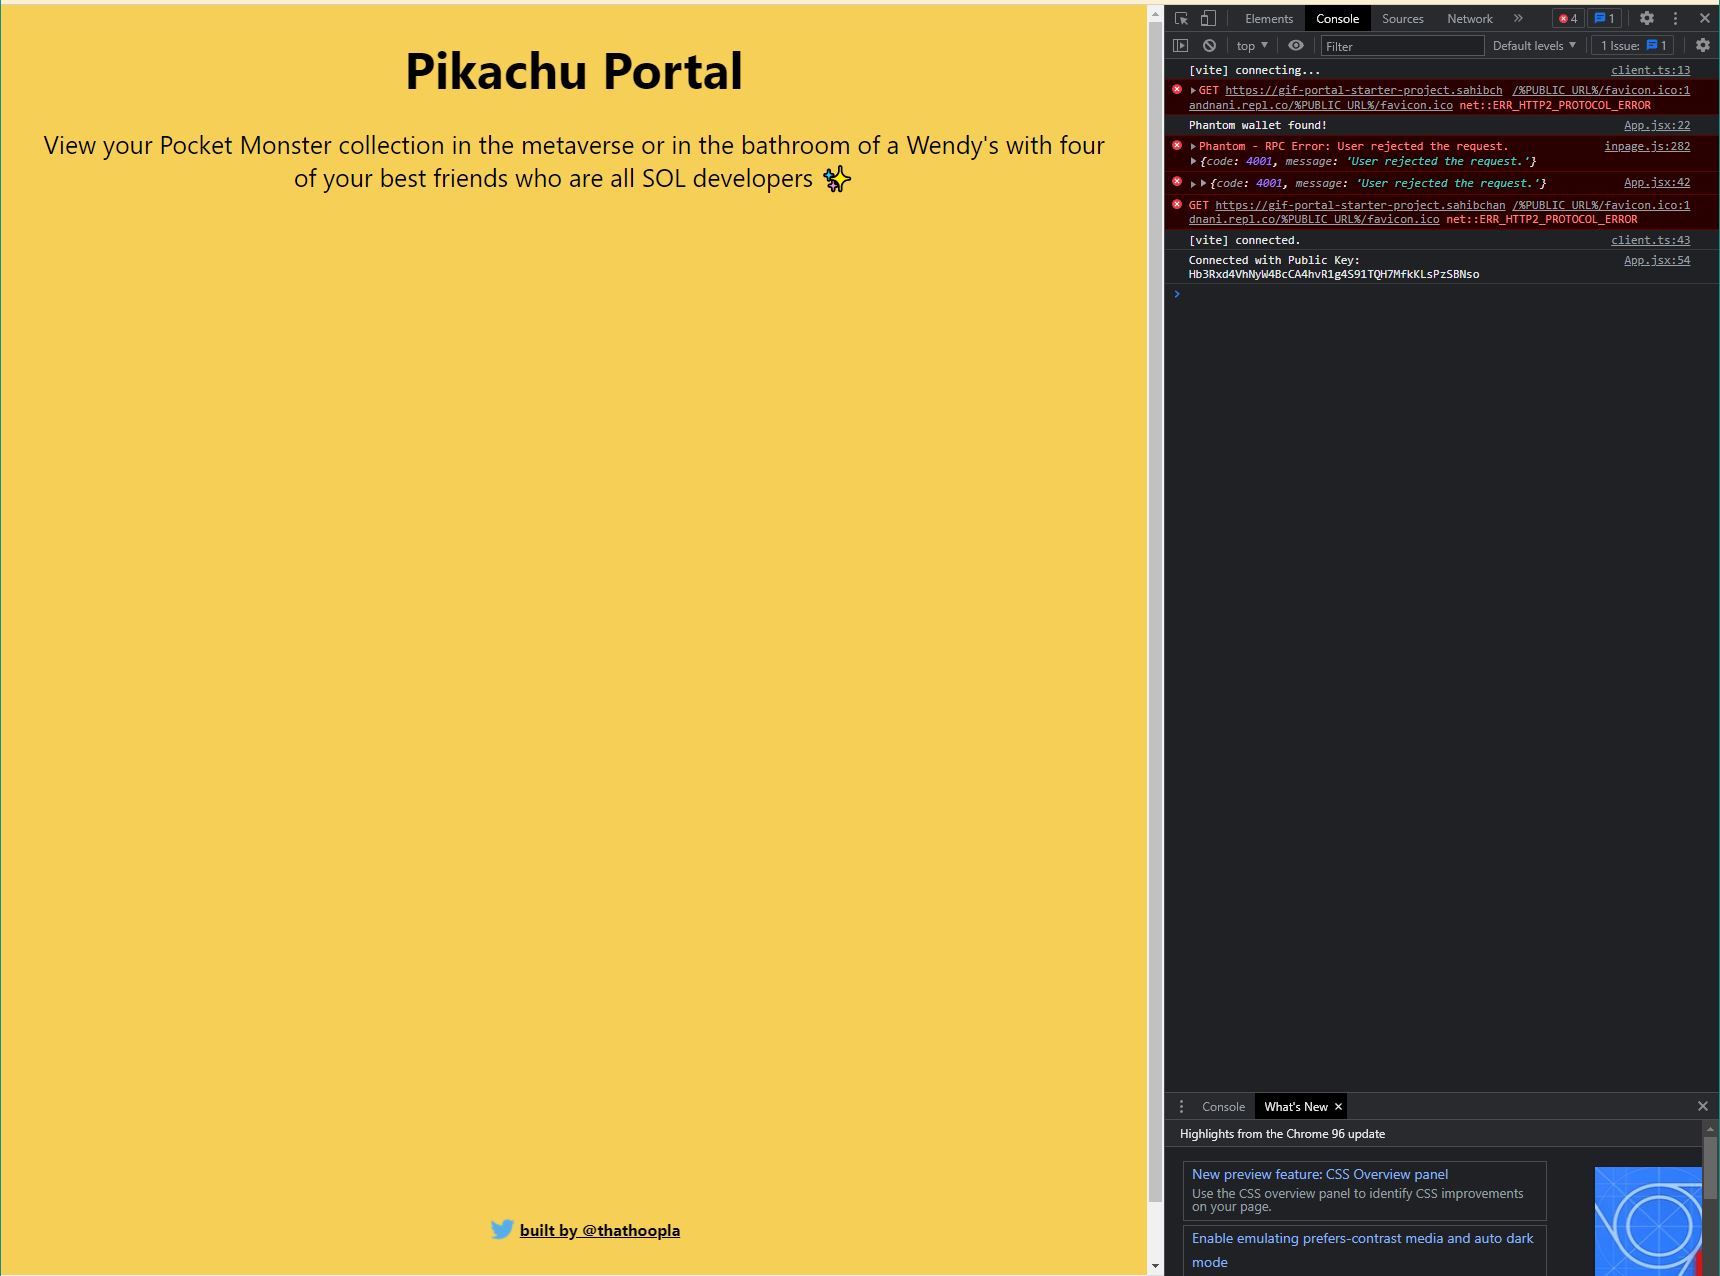 Pikachu Portal
View your Pocket Monster collection in the metaverse or in the bathroom of a Wendy's with four
of your best friends who are all SOL developers ✨
built by @thathoopla
Elements Console Sources Network » 4 1
top Filter Default levels 1 Issue: 1
[vite] connecting... client.ts:13
GET https://gif-portal-starter-project.sahibch /%PUBLIC_URL%/favicon.ico:1
andnani.repl.co/%PUBLIC_URL%/favicon.ico net::ERR_HTTP2_PROTOCOL_ERROR
Phantom wallet found! App.jsx:22
Phantom - RPC Error: User rejected the request. inpage.js:282
{code: 4001, message: 'User rejected the request.'}
{code: 4001, message: 'User rejected the request.'} App.jsx:42
GET https://gif-portal-starter-project.sahibchan /%PUBLIC_URL%/favicon.ico:1
dnani.repl.co/%PUBLIC_URL%/favicon.ico net::ERR_HTTP2_PROTOCOL_ERROR
[vite] connected. client.ts:43
Connected with Public Key: App.jsx:54
Hb3Rxd4VhNyW4BcCA4hvR1g4S91TQH7MfkKLsPzSBNso
Console What's New
Highlights from the Chrome 96 update
New preview feature: CSS Overview panel
Use the CSS overview panel to identify CSS improvements
on your page.
Enable emulating prefers-contrast media and auto dark
mode